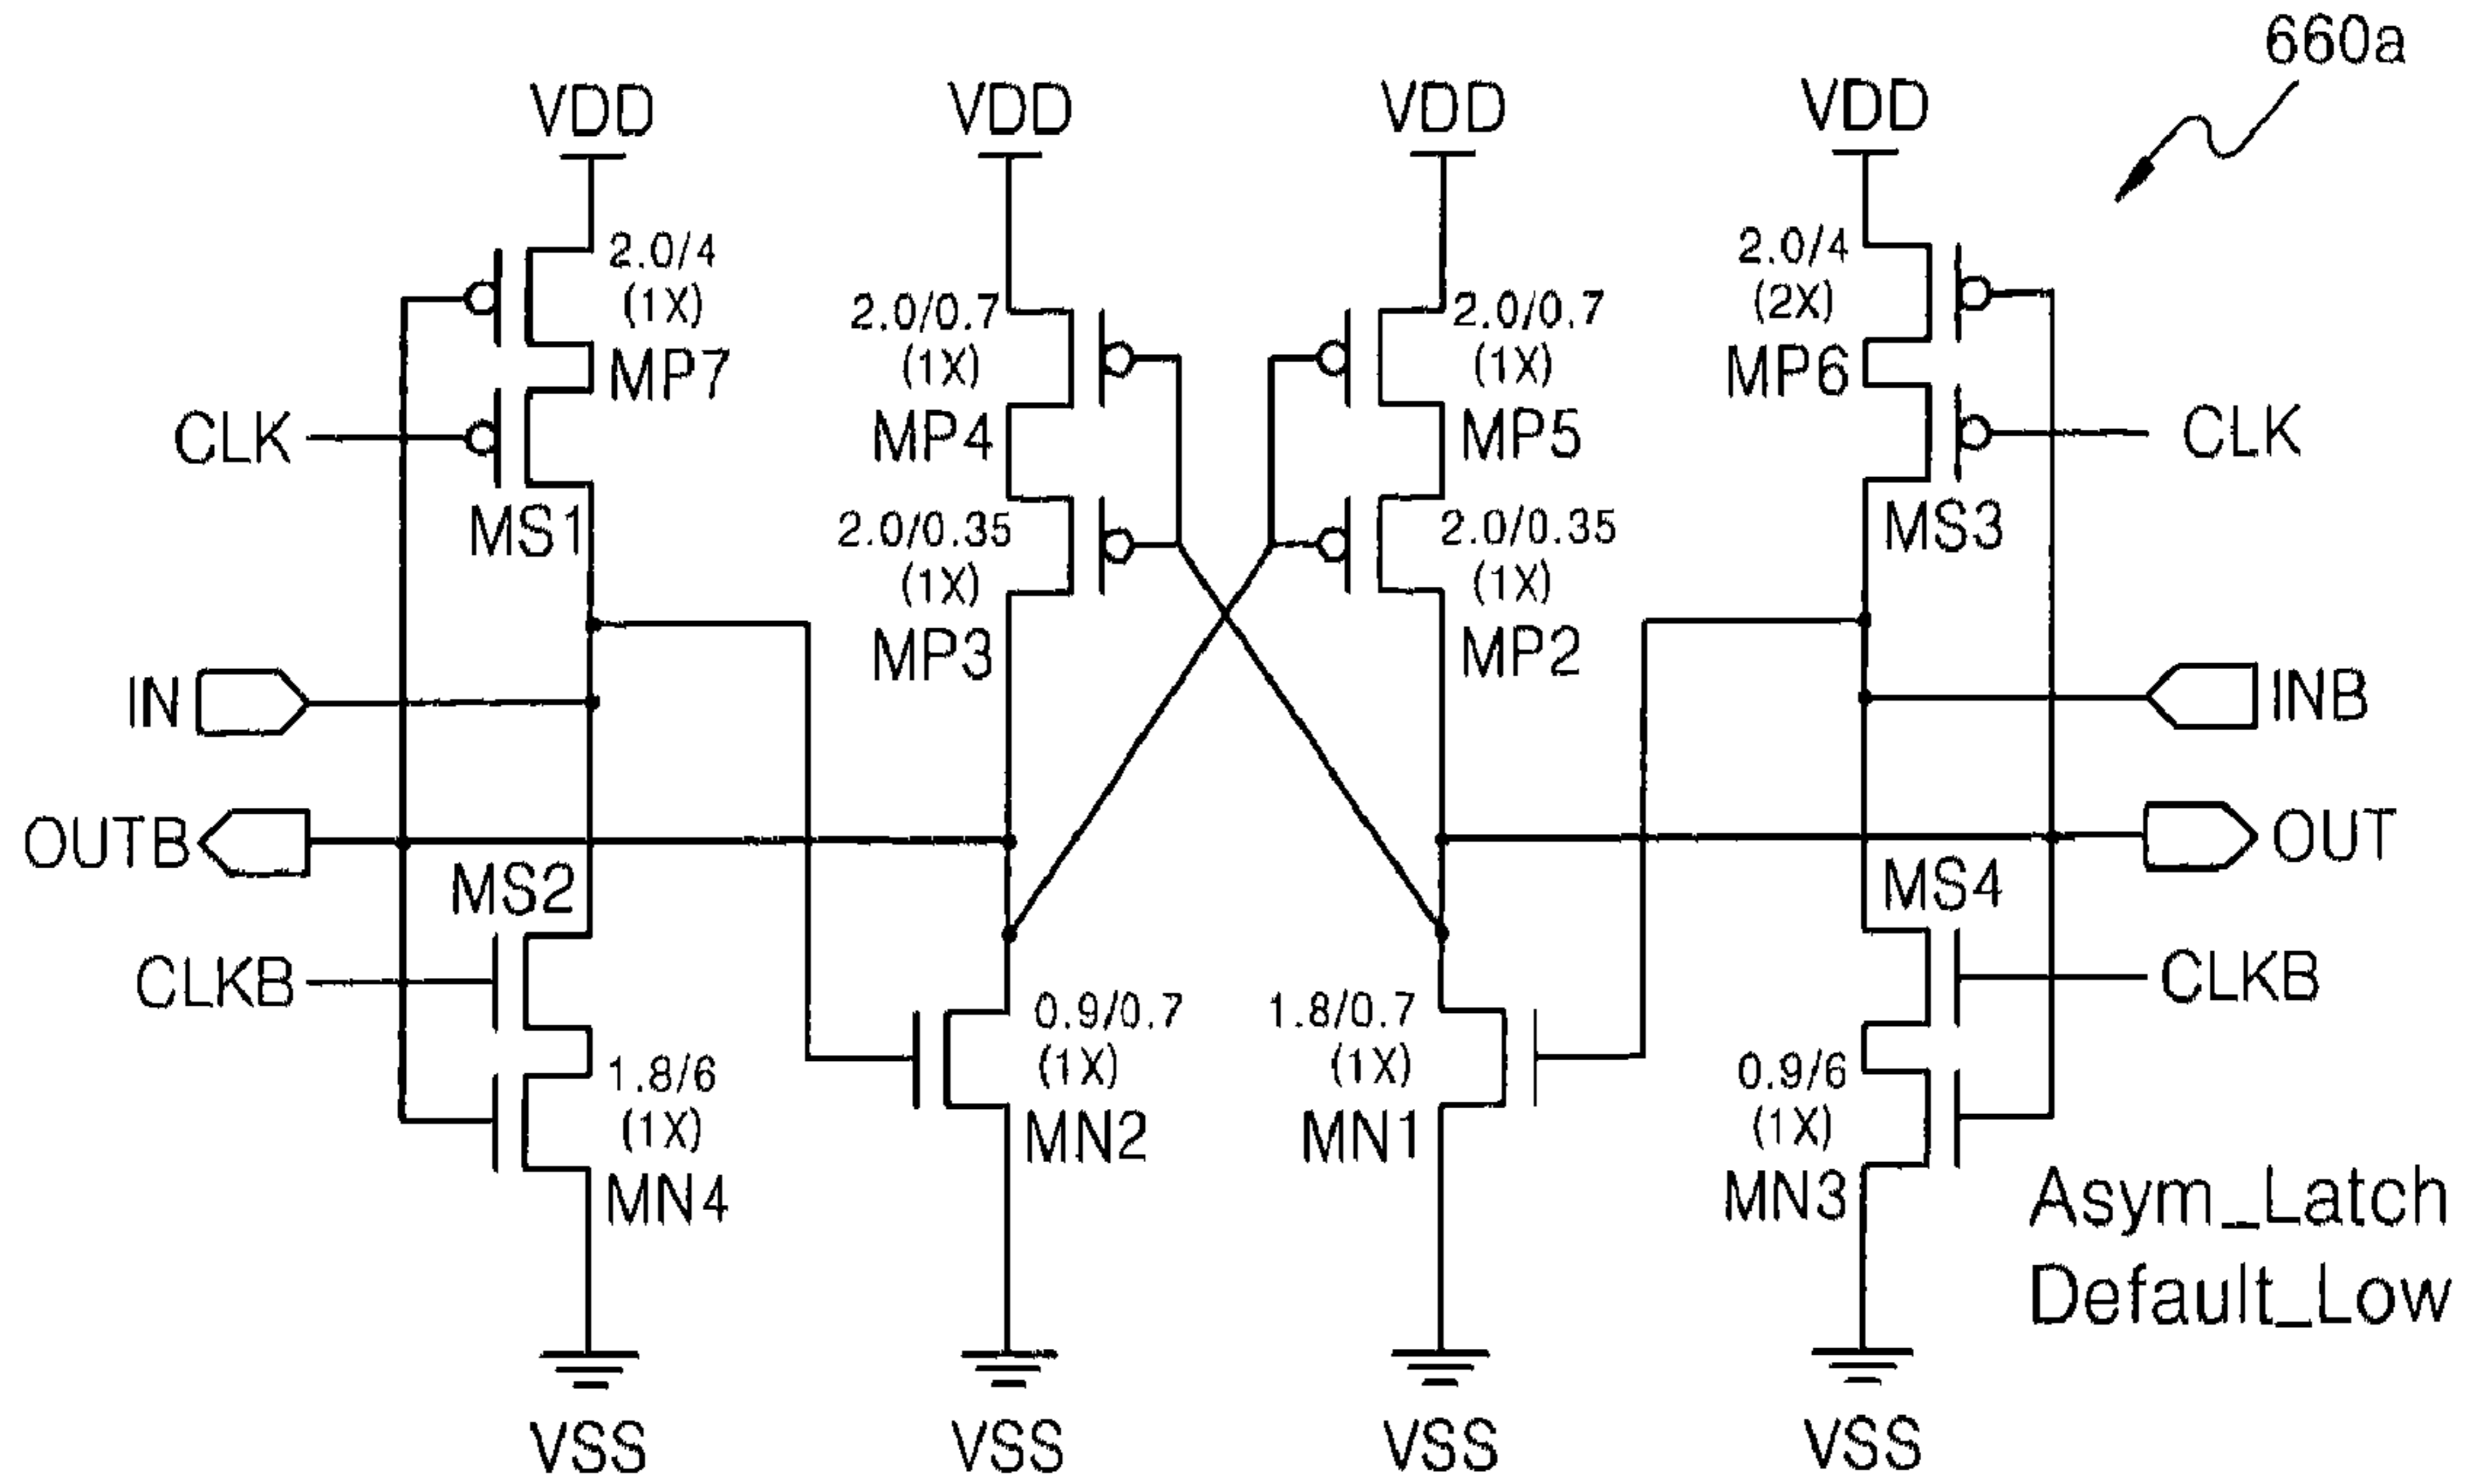 660a
VDD
VDD
VDD
VDD
2.0/4
(1X)
MP7
2.0/0.7
(1X)
MP4
2.0/0.7
(1X)
MP5
2.0/4
(2X)
MP6
CLK
MS1
2.0/0.35
(1X)
MP3
2.0/0.35
(1X)
MP2
CLK
MS3
IN
INB
OUTB
OUT
MS2
MS4
CLKB
CLKB
1.8/6
(1X)
MN4
0.9/0.7
(1X)
MN2
1.8/0.7
(1X)
MN1
0.9/6
(1X)
MN3
Asym_Latch
Default_Low
VSS
VSS
VSS
VSS